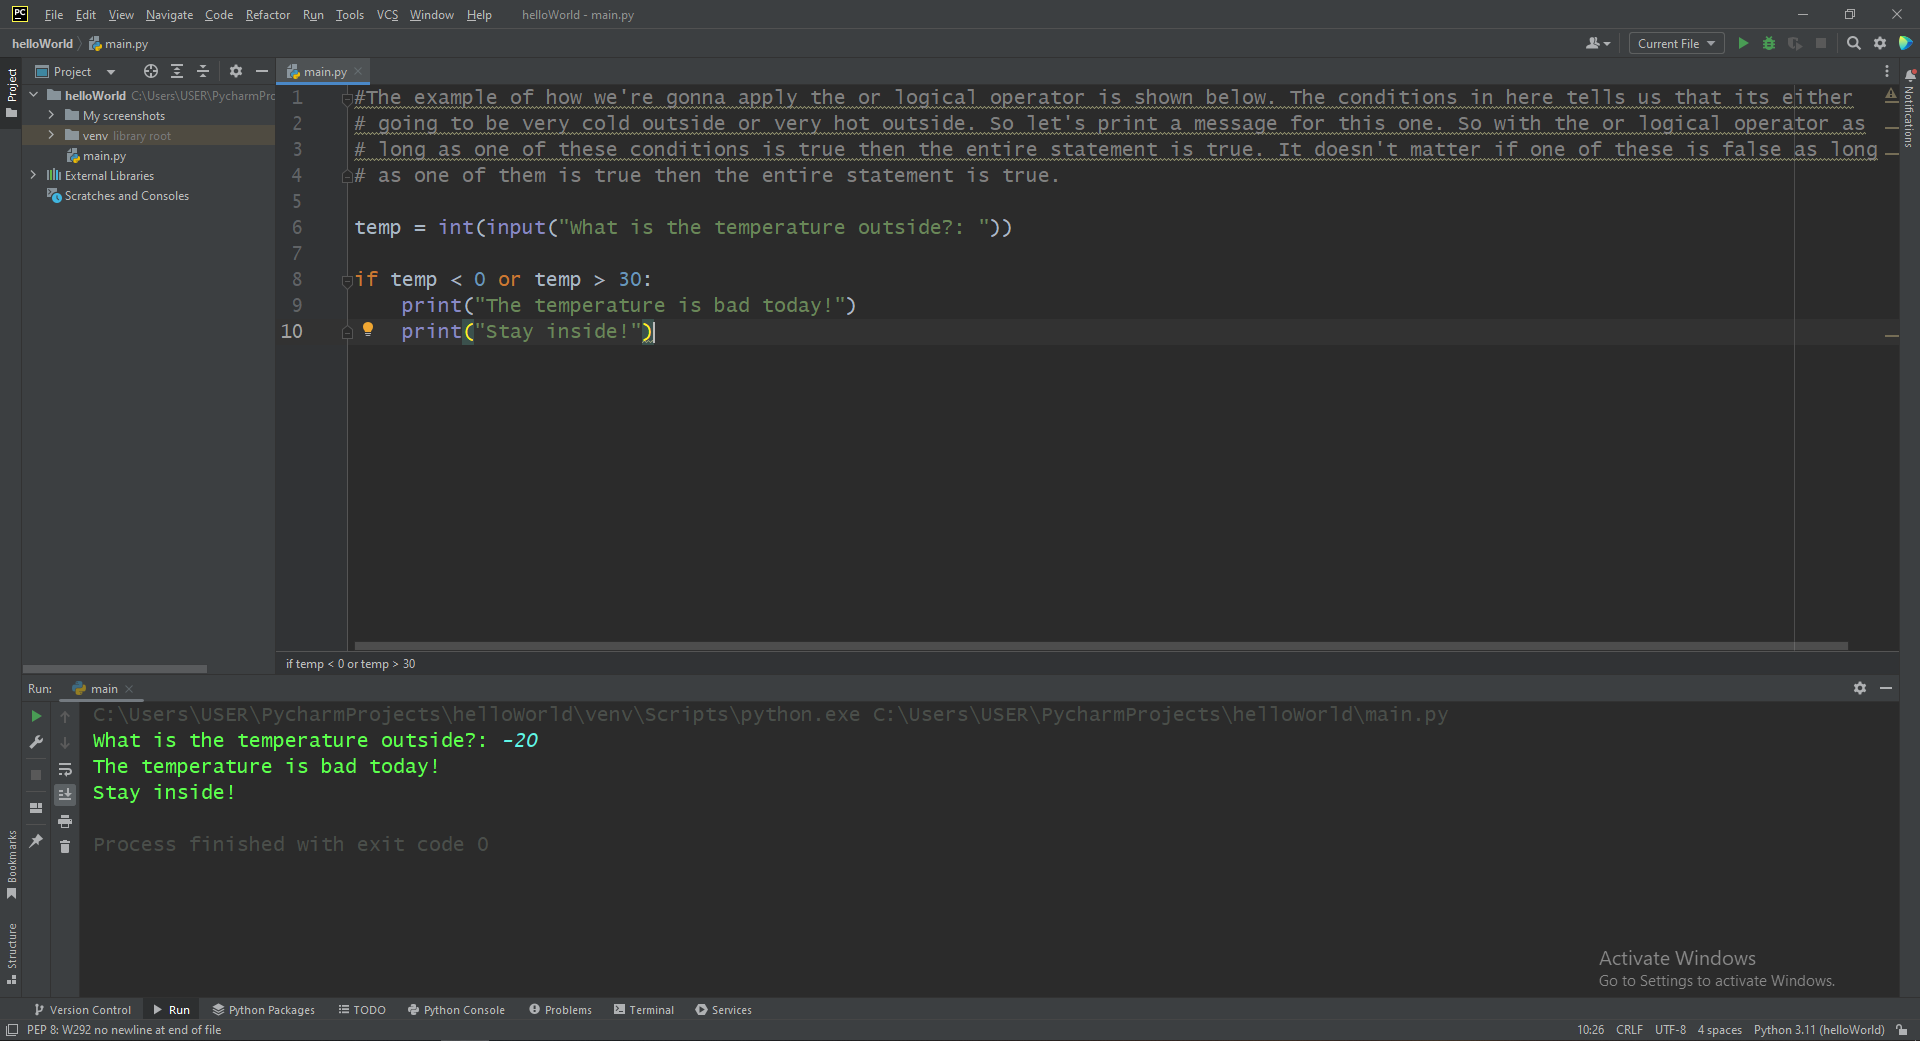 PC File Edit View Navigate Code Refactor Run Tools VCS Window Help helloWorld - main.py
helloWorld main.py Current File
Project main.py
Project
Notifications
helloWorld C:\Users\USER\PycharmPro
My screenshots
venv library root
main.py
External Libraries
Scratches and Consoles
1 #The example of how we're gonna apply the or logical operator is shown below. The conditions in here tells us that its either
2 # going to be very cold outside or very hot outside. So let's print a message for this one. So with the or logical operator as
3 # long as one of these conditions is true then the entire statement is true. It doesn't matter if one of these is false as long
4 # as one of them is true then the entire statement is true.
5
6 temp = int(input("What is the temperature outside?: "))
7
8 if temp < 0 or temp > 30:
9 print("The temperature is bad today!")
10 print("Stay inside!")
if temp < 0 or temp > 30
Run: main
C:\Users\USER\PycharmProjects\helloWorld\venv\Scripts\python.exe C:\Users\USER\PycharmProjects\helloWorld\main.py
What is the temperature outside?: -20
The temperature is bad today!
Stay inside!
Process finished with exit code 0
Bookmarks
Structure
Activate Windows
Go to Settings to activate Windows.
Version Control Run Python Packages TODO Python Console Problems Terminal Services
PEP 8: W292 no newline at end of file 10:26 CRLF UTF-8 4 spaces Python 3.11 (helloWorld)